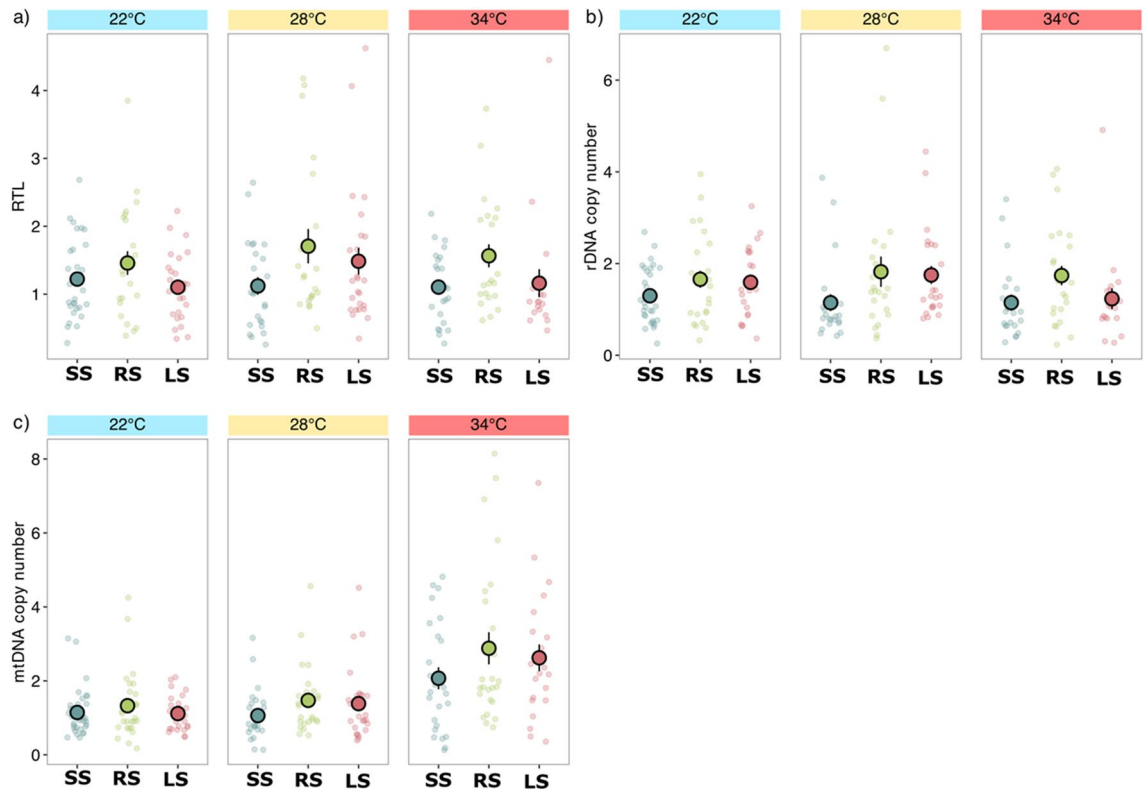 a) 22°C 28°C 34°C
RTL
4
3
2
1
SS RS LS SS RS LS SS RS LS
b) 22°C 28°C 34°C
rDNA copy number
6
4
2
0
SS RS LS SS RS LS SS RS LS
c) 22°C 28°C 34°C
mtDNA copy number
8
6
4
2
0
SS RS LS SS RS LS SS RS LS